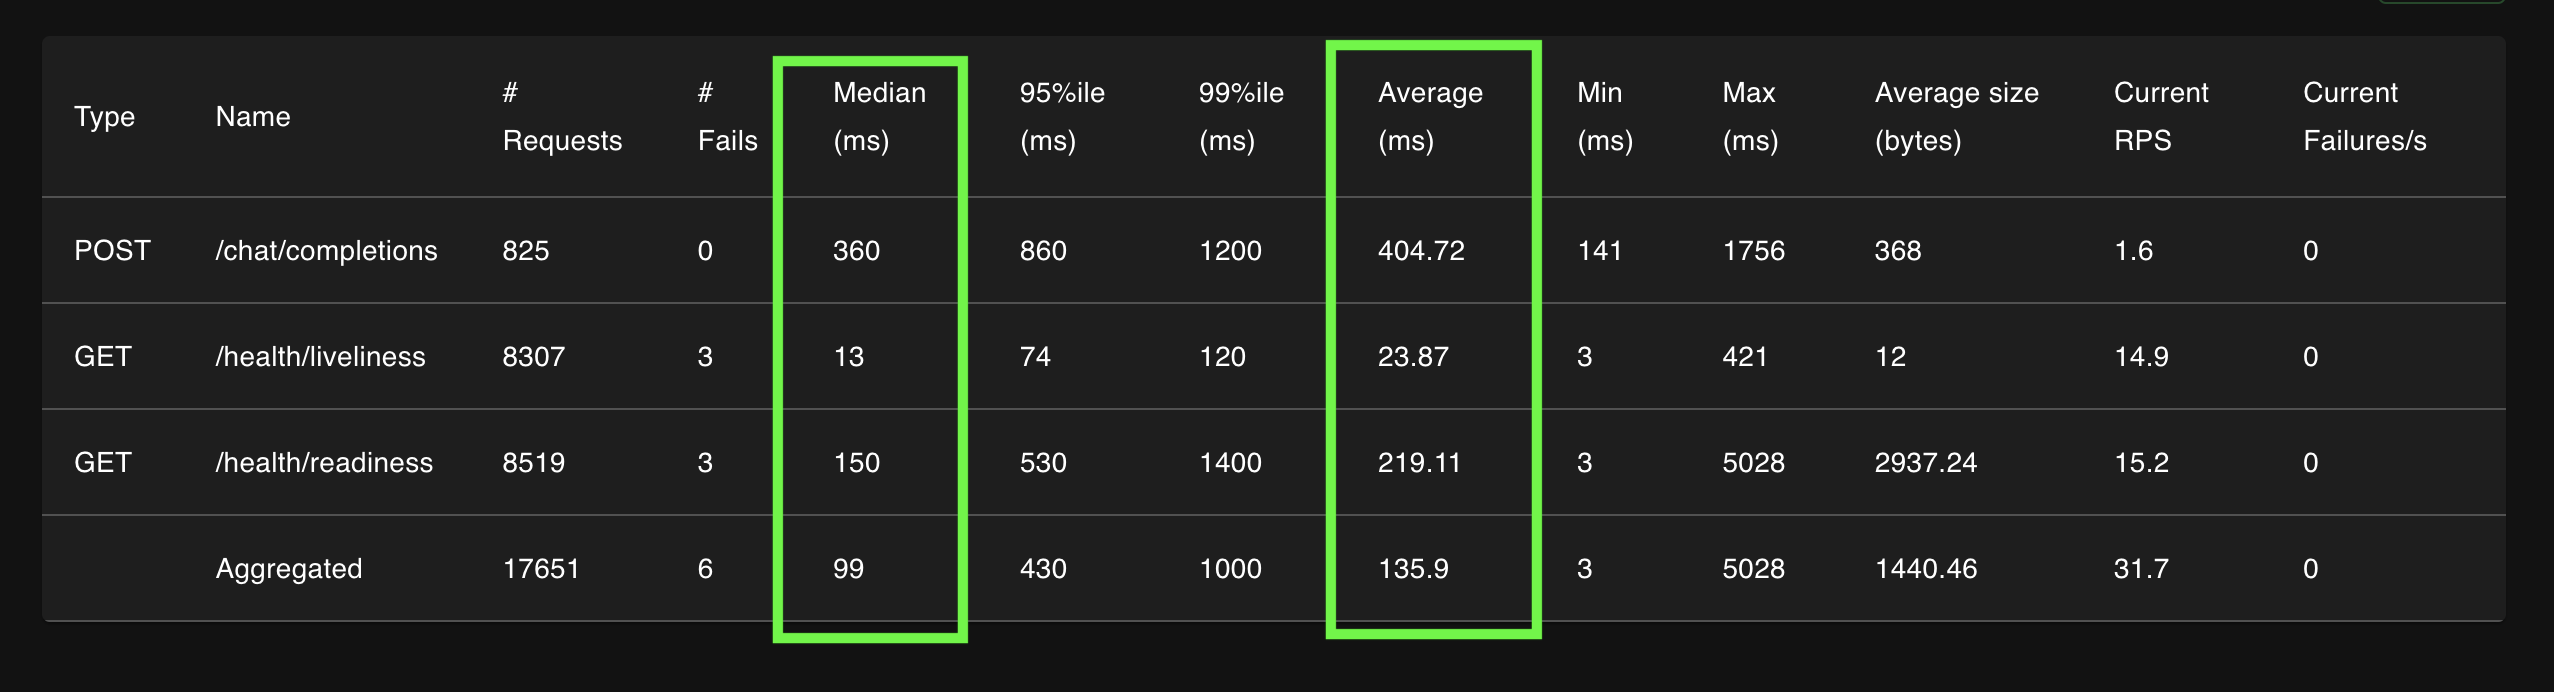 Type Name # Requests # Fails Median (ms) 95%ile (ms) 99%ile (ms) Average (ms) Min (ms) Max (ms) Average size (bytes) Current RPS Current Failures/s
POST /chat/completions 825 0 360 860 1200 404.72 141 1756 368 1.6 0
GET /health/liveliness 8307 3 13 74 120 23.87 3 421 12 14.9 0
GET /health/readiness 8519 3 150 530 1400 219.11 3 5028 2937.24 15.2 0
Aggregated 17651 6 99 430 1000 135.9 3 5028 1440.46 31.7 0